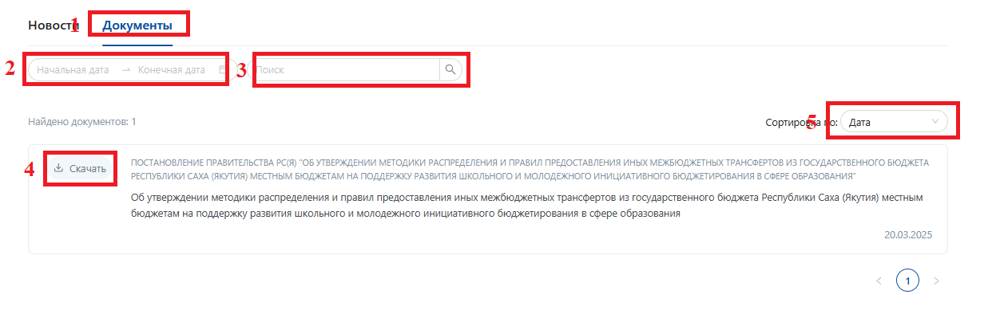 Новости 1 Документы
2 Начальная дата → Конечная дата 3 Поиск
Найдено документов: 1 Сортировка по: 5 Дата
4 Скачать ПОСТАНОВЛЕНИЕ ПРАВИТЕЛЬСТВА РС(Я) "ОБ УТВЕРЖДЕНИИ МЕТОДИКИ РАСПРЕДЕЛЕНИЯ И ПРАВИЛ ПРЕДОСТАВЛЕНИЯ ИНЫХ МЕЖБЮДЖЕТНЫХ ТРАНСФЕРТОВ ИЗ ГОСУДАРСТВЕННОГО БЮДЖЕТА
РЕСПУБЛИКИ САХА (ЯКУТИЯ) МЕСТНЫМ БЮДЖЕТАМ НА ПОДДЕРЖКУ РАЗВИТИЯ ШКОЛЬНОГО И МОЛОДЕЖНОГО ИНИЦИАТИВНОГО БЮДЖЕТИРОВАНИЯ В СФЕРЕ ОБРАЗОВАНИЯ"
Об утверждении методики распределения и правил предоставления иных межбюджетных трансфертов из государственного бюджета Республики Саха (Якутия) местным
бюджетам на поддержку развития школьного и молодежного инициативного бюджетирования в сфере образования
20.03.2025
< 1 >